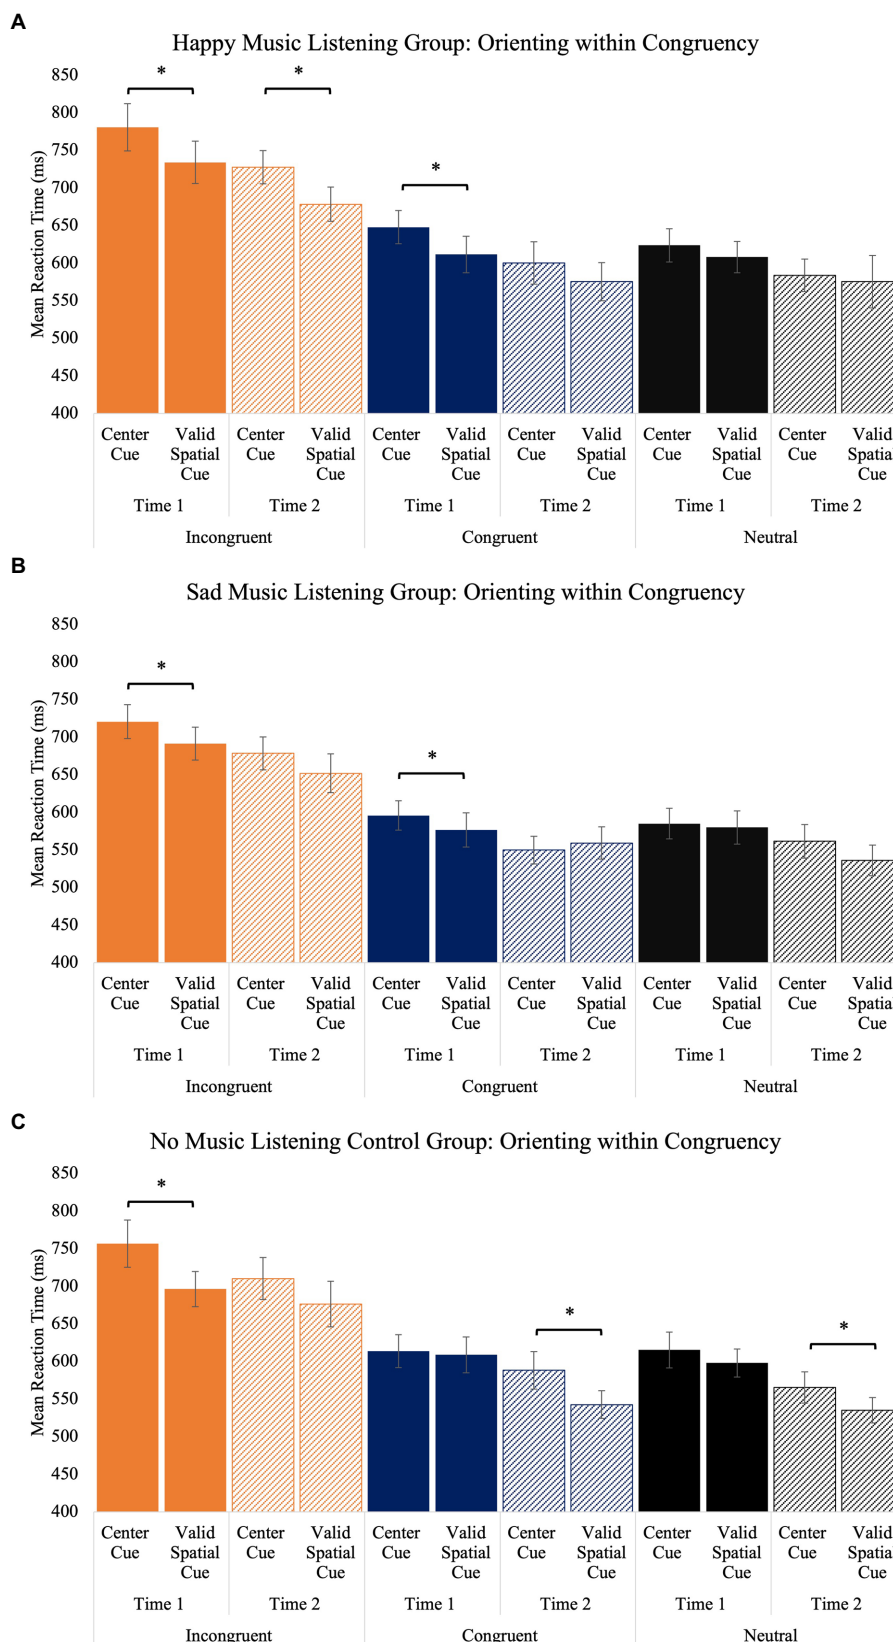 A
Happy Music Listening Group: Orienting within Congruency
* *
*
Mean Reaction Time (ms)
850
800
750
700
650
600
550
500
450
400
Center Valid Center Valid Center Valid Center Valid Center Valid Center Valid
Cue Spatial Cue Spatial Cue Spatial Cue Spatial Cue Spatial Cue Spatia
Cue Cue Cue Cue Cue Cue
Time 1 Time 2 Time 1 Time 2 Time 1 Time 2
Incongruent Congruent Neutral
B
Sad Music Listening Group: Orienting within Congruency
*
*
Mean Reaction Time (ms)
850
800
750
700
650
600
550
500
450
400
Center Valid Center Valid Center Valid Center Valid Center Valid Center Valid
Cue Spatial Cue Spatial Cue Spatial Cue Spatial Cue Spatial Cue Spatia
Cue Cue Cue Cue Cue Cue
Time 1 Time 2 Time 1 Time 2 Time 1 Time 2
Incongruent Congruent Neutral
C
No Music Listening Control Group: Orienting within Congruency
*
* *
Mean Reaction Time (ms)
850
800
750
700
650
600
550
500
450
400
Center Valid Center Valid Center Valid Center Valid Center Valid Center Valid
Cue Spatial Cue Spatial Cue Spatial Cue Spatial Cue Spatial Cue Spatia
Cue Cue Cue Cue Cue Cue
Time 1 Time 2 Time 1 Time 2 Time 1 Time 2
Incongruent Congruent Neutral